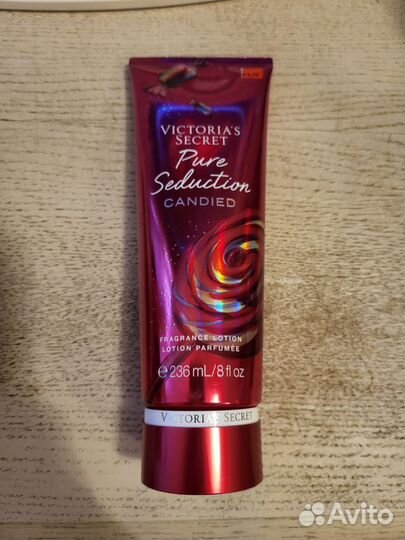 VICTORIA'S
SECRET
Pure
Seduction
CANDIED
FRAGRANCE LOTION
LOTION PARFUMÉE
℮ 236 mL/8 fl oz
VICTORIA'S SECRET
Avito